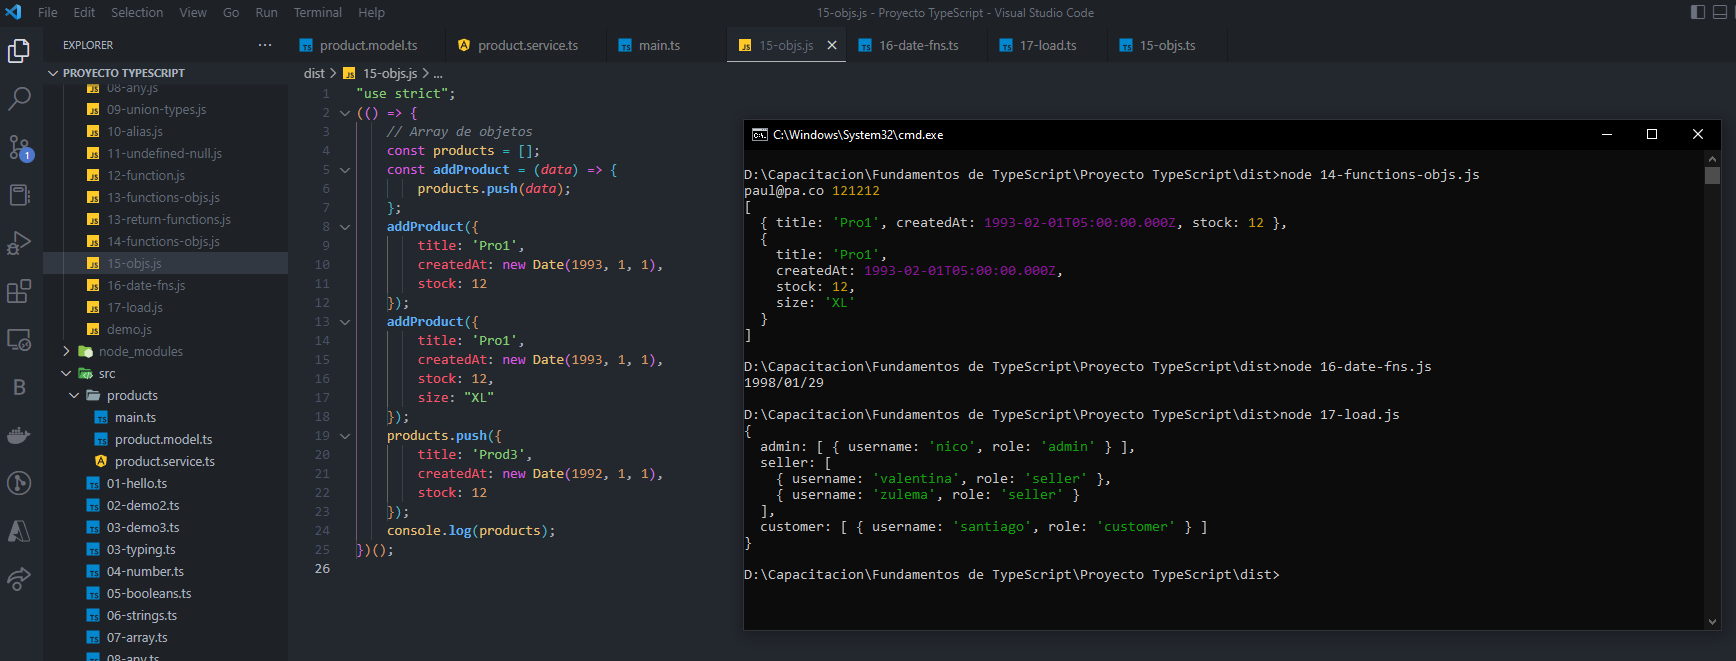 File Edit Selection View Go Run Terminal Help
15-objs.js - Proyecto TypeScript - Visual Studio Code
EXPLORER ...
product.model.ts
product.service.ts
main.ts
15-objs.js
16-date-fns.ts
17-load.ts
15-objs.ts
PROYECTO TYPESCRIPT
08-any.js
09-union-types.js
10-alias.js
11-undefined-null.js
12-function.js
13-functions-objs.js
13-return-functions.js
14-functions-objs.js
15-objs.js
16-date-fns.js
17-load.js
demo.js
node_modules
src
products
main.ts
product.model.ts
product.service.ts
01-hello.ts
02-demo2.ts
03-demo3.ts
03-typing.ts
04-number.ts
05-booleans.ts
06-strings.ts
07-array.ts
08-any.ts
1
B
dist > 15-objs.js > ...
1 "use strict";
2 (() => {
3 // Array de objetos
4 const products = [];
5 const addProduct = (data) => {
6 products.push(data);
7 };
8 addProduct({
9 title: 'Pro1',
10 createdAt: new Date(1993, 1, 1),
11 stock: 12
12 });
13 addProduct({
14 title: 'Pro1',
15 createdAt: new Date(1993, 1, 1),
16 stock: 12,
17 size: "XL"
18 });
19 products.push({
20 title: 'Prod3',
21 createdAt: new Date(1992, 1, 1),
22 stock: 12
23 });
24 console.log(products);
25 })();
26
C:\Windows\System32\cmd.exe
D:\Capacitacion\Fundamentos de TypeScript\Proyecto TypeScript\dist>node 14-functions-objs.js
paul@pa.co 121212
[
{ title: 'Pro1', createdAt: 1993-02-01T05:00:00.000Z, stock: 12 },
{
title: 'Pro1',
createdAt: 1993-02-01T05:00:00.000Z,
stock: 12,
size: 'XL'
}
]
D:\Capacitacion\Fundamentos de TypeScript\Proyecto TypeScript\dist>node 16-date-fns.js
1998/01/29
D:\Capacitacion\Fundamentos de TypeScript\Proyecto TypeScript\dist>node 17-load.js
{
admin: [ { username: 'nico', role: 'admin' } ],
seller: [
{ username: 'valentina', role: 'seller' },
{ username: 'zulema', role: 'seller' }
],
customer: [ { username: 'santiago', role: 'customer' } ]
}
D:\Capacitacion\Fundamentos de TypeScript\Proyecto TypeScript\dist>